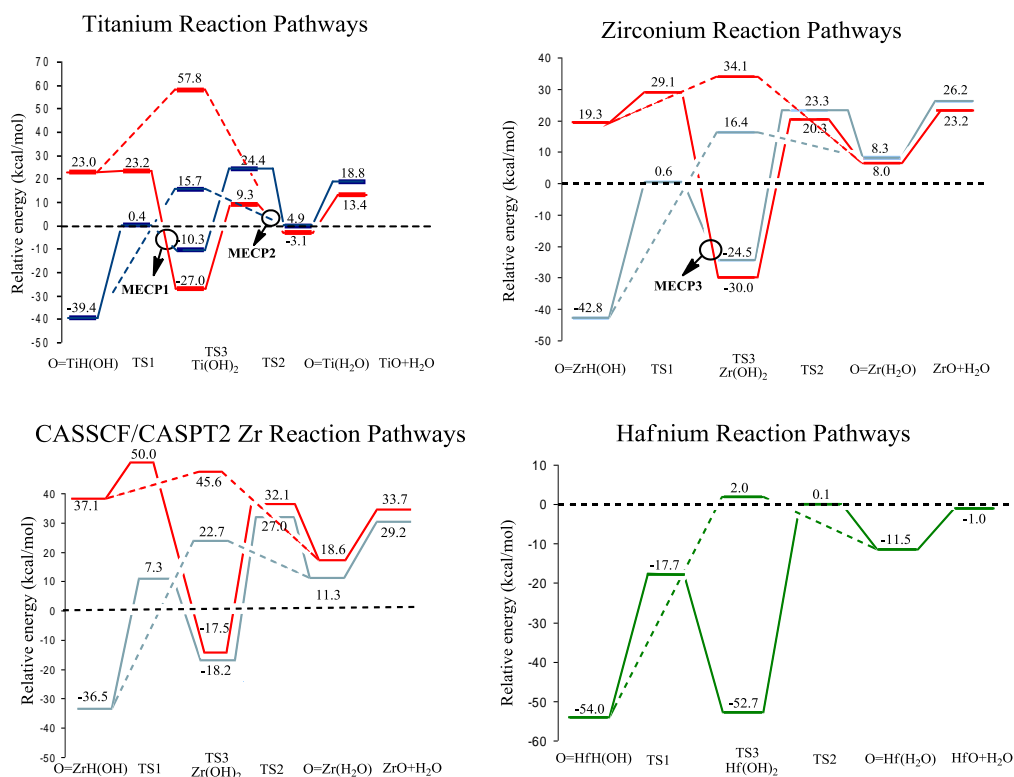 Titanium Reaction Pathways
Relative energy (kcal/mol)
70
60
50
40
30
20
10
0
-10
-20
-30
-40
-50
23.0
23.2
57.8
-39.4
0.4
15.7
-10.3
-27.0
24.4
9.3
4.9
-3.1
18.8
13.4
MECP1
MECP2
O=TiH(OH)
TS1
TS3
Ti(OH)₂
TS2
O=Ti(H₂O)
TiO+H₂O
Zirconium Reaction Pathways
Relative energy (kcal/mol)
40
30
20
10
0
-10
-20
-30
-40
50
19.3
29.1
34.1
-42.8
0.6
16.4
-24.5
-30.0
23.3
20.3
8.3
8.0
26.2
23.2
MECP3
O=ZrH(OH)
TS1
TS3
Zr(OH)₂
TS2
O=Zr(H₂O)
ZrO+H₂O
CASSCF/CASPT2 Zr Reaction Pathways
Relative energy (kcal/mol)
40
30
20
10
0
-10
-20
-30
-40
-50
37.1
50.0
45.6
-36.5
7.3
22.7
-17.5
-18.2
32.1
27.0
18.6
11.3
33.7
29.2
O=ZrH(OH)
TS1
TS3
Zr(OH)₂
TS2
O=Zr(H₂O)
ZrO+H₂O
Hafnium Reaction Pathways
Relative energy (kcal/mol)
10
0
-10
-20
-30
-40
-50
-60
-54.0
-17.7
2.0
-52.7
0.1
-11.5
-1.0
O=HfH(OH)
TS1
TS3
Hf(OH)₂
TS2
O=Hf(H₂O)
HfO+H₂O